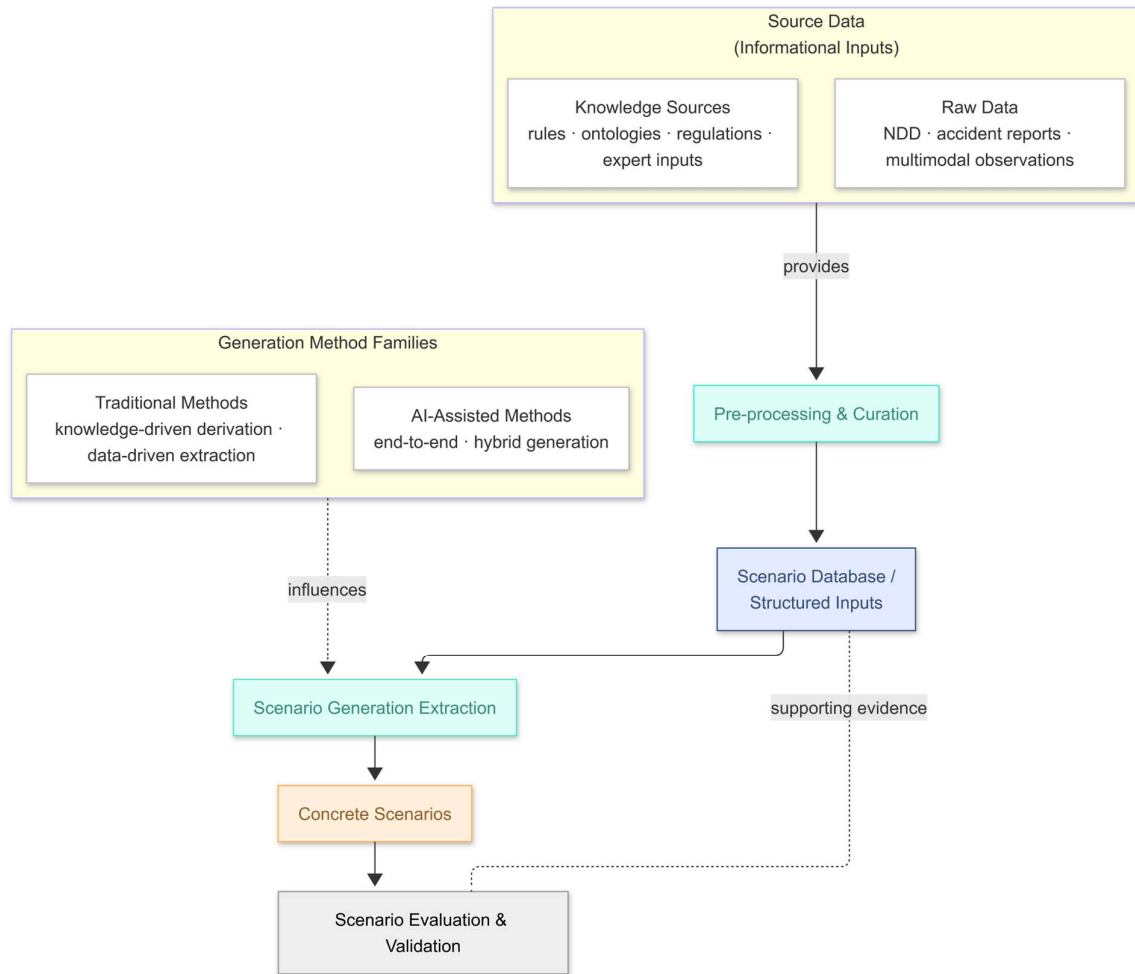 Source Data
(Informational Inputs)
Knowledge Sources
rules · ontologies · regulations ·
expert inputs
Raw Data
NDD · accident reports ·
multimodal observations
provides
Generation Method Families
Traditional Methods
knowledge-driven derivation ·
data-driven extraction
AI-Assisted Methods
end-to-end · hybrid generation
Pre-processing & Curation
influences
Scenario Database /
Structured Inputs
Scenario Generation Extraction
supporting evidence
Concrete Scenarios
Scenario Evaluation &
Validation